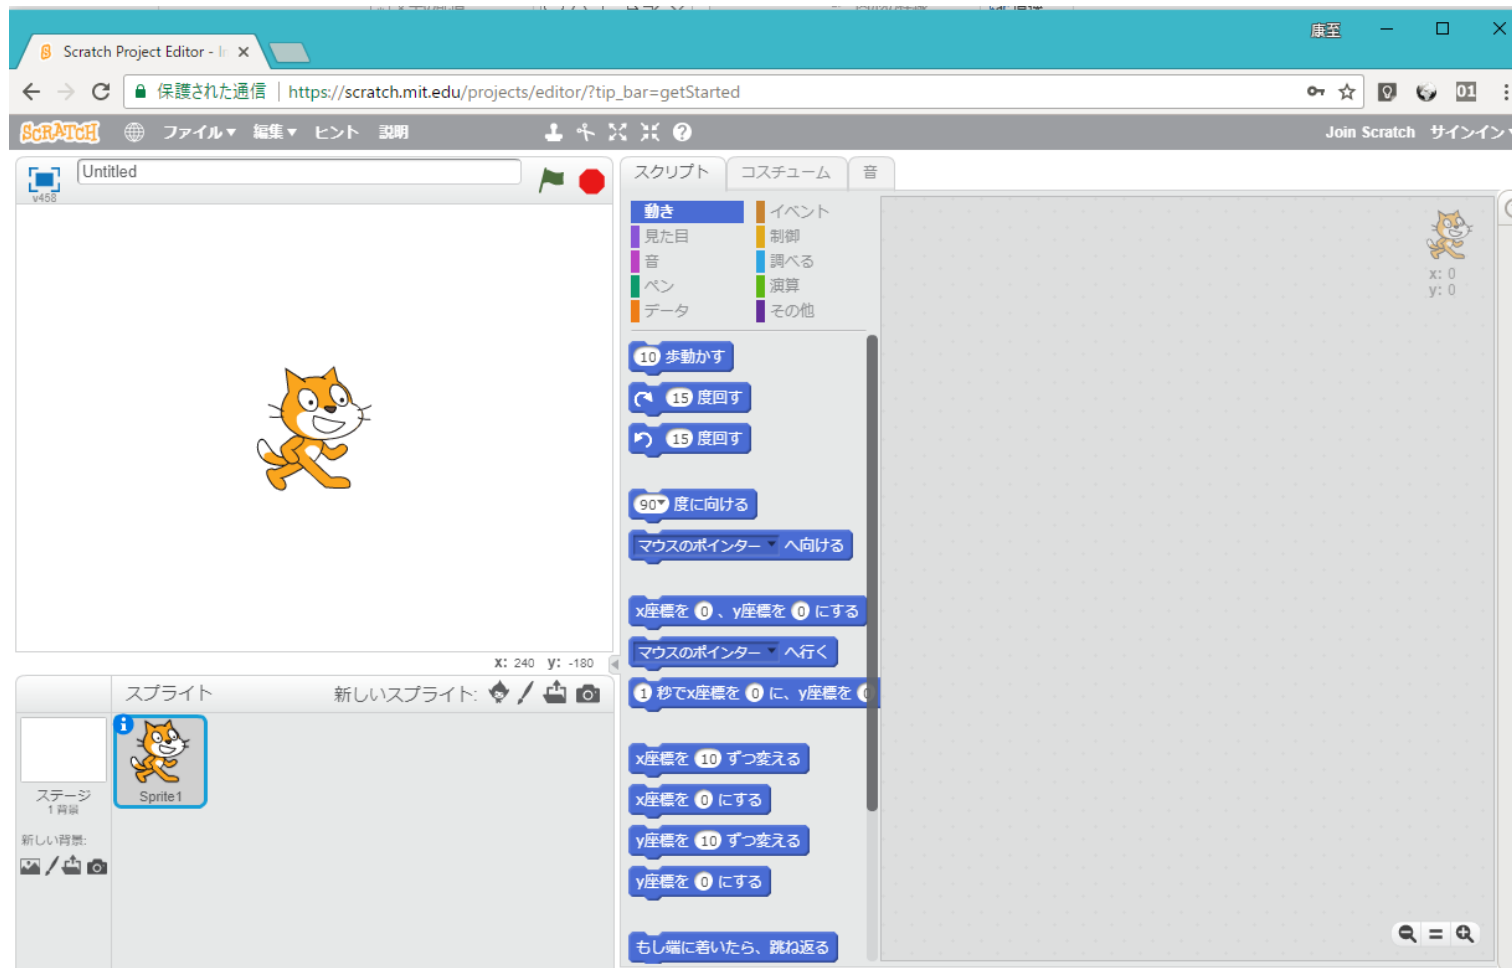 康至
Scratch Project Editor - I
保護された通信 | https://scratch.mit.edu/projects/editor/?tip_bar=getStarted
01
SCRATCH ファイル▼ 編集▼ ヒント 説明
Join Scratch サインイン▼
v458
Untitled
スクリプト コスチューム 音
動き イベント
見た目 制御
音 調べる
ペン 演算
データ その他
x: 0
y: 0
10 歩動かす
15 度回す
15 度回す
90▼ 度に向ける
マウスのポインター▼ へ向ける
x座標を 0 、y座標を 0 にする
マウスのポインター▼ へ行く
1 秒でx座標を 0 に、y座標を 0
x座標を 10 ずつ変える
x座標を 0 にする
y座標を 10 ずつ変える
y座標を 0 にする
もし端に着いたら、跳ね返る
X: 240 y: -180
スプライト 新しいスプライト:
Sprite1
ステージ
1 背景
新しい背景: